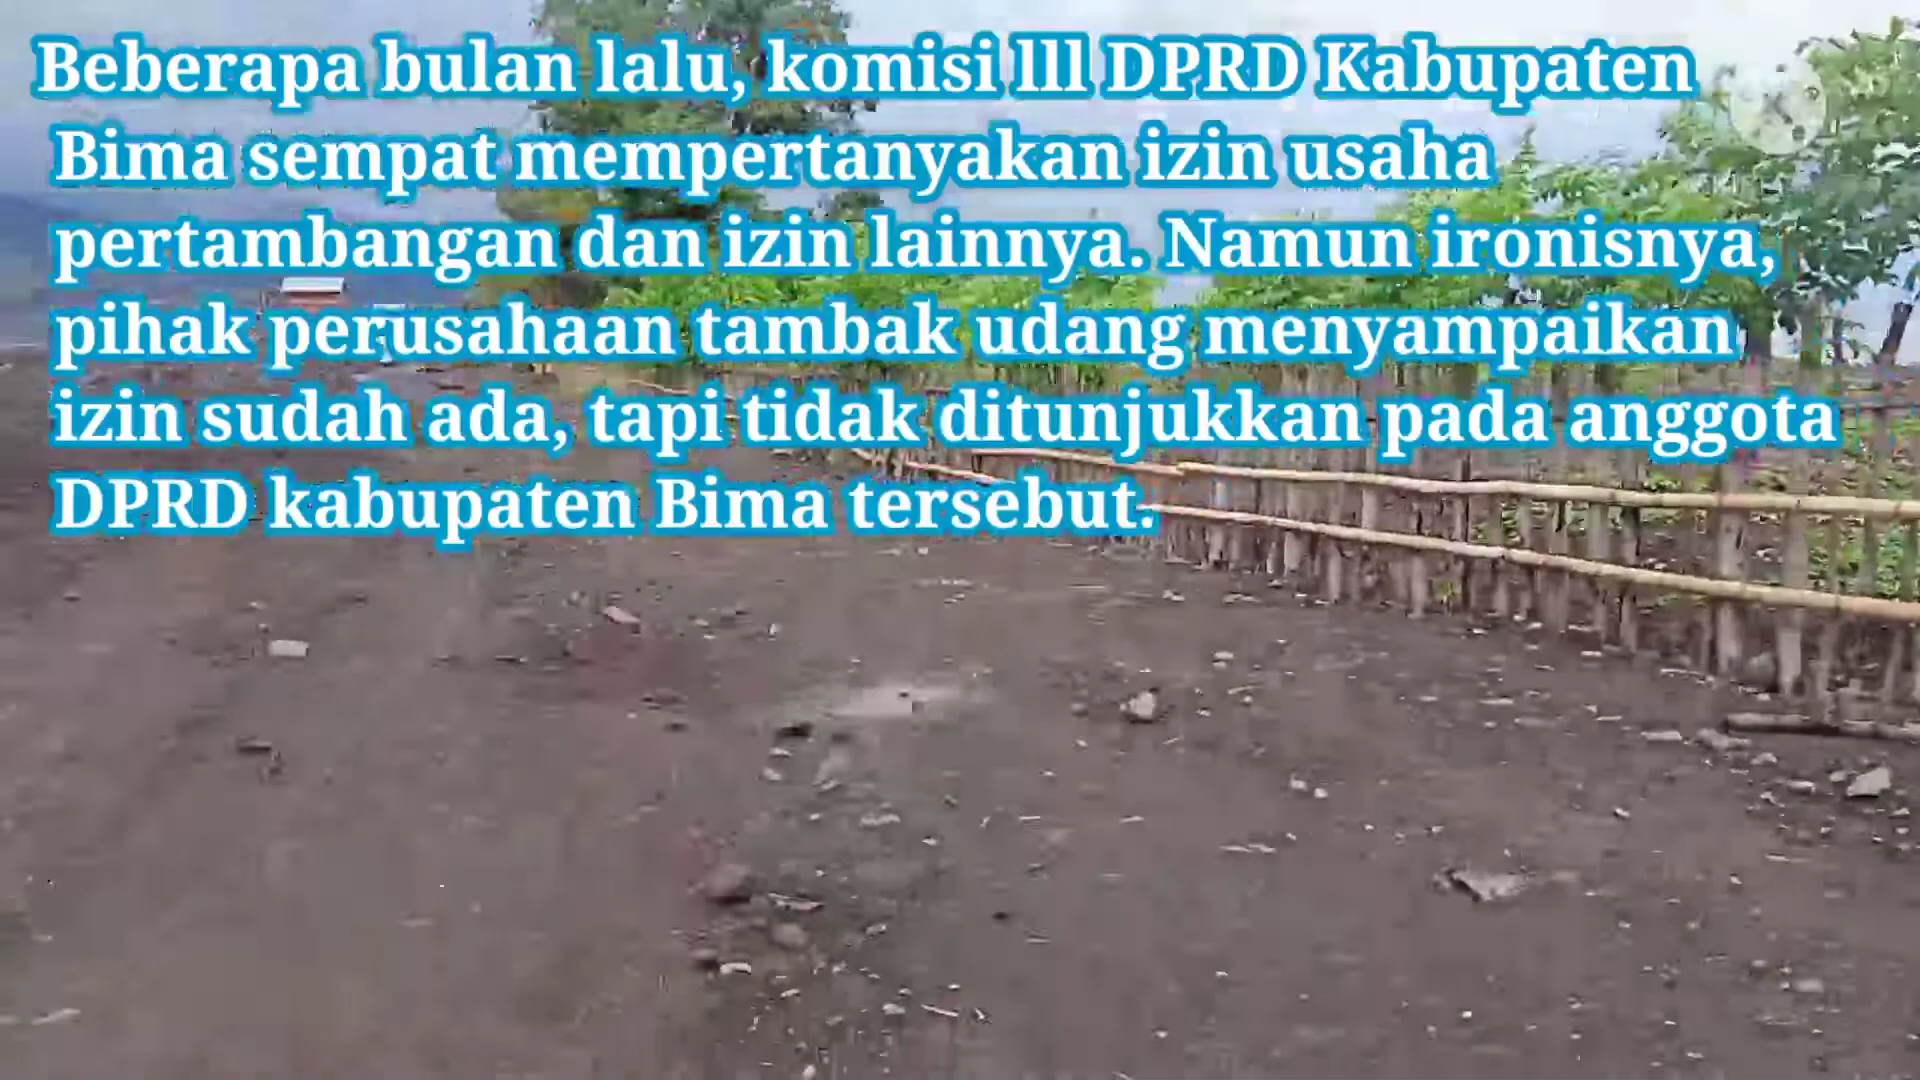 Beberapa bulan lalu, komisi lll DPRD Kabupaten
Bima sempat mempertanyakan izin usaha
pertambangan dan izin lainnya. Namun ironisnya,
pihak perusahaan tambak udang menyampaikan
izin sudah ada, tapi tidak ditunjukkan pada anggota
DPRD kabupaten Bima tersebut.